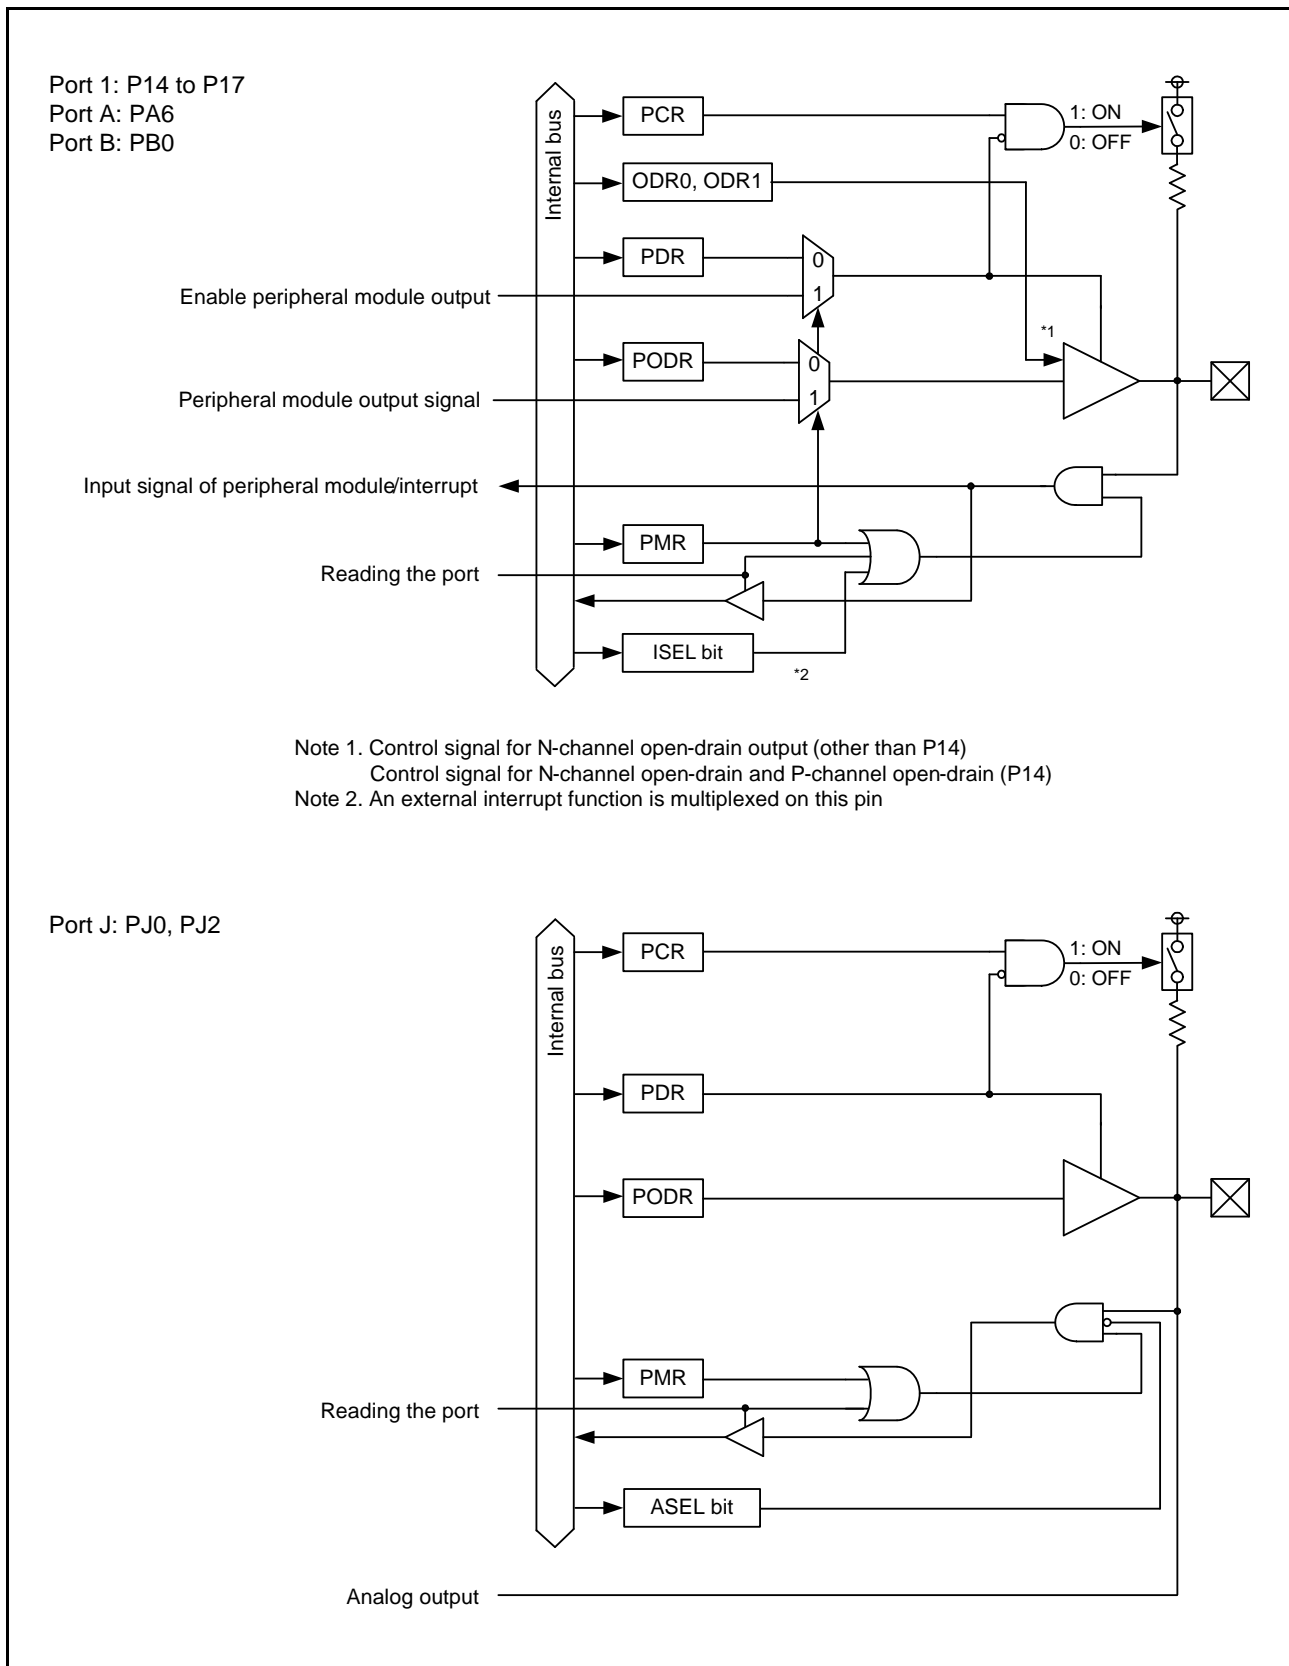 Port 1: P14 to P17
Port A: PA6
Port B: PB0
Internal bus
PCR
1: ON
0: OFF
ODR0, ODR1
PDR
0
Enable peripheral module output
1
*1
PODR
0
Peripheral module output signal
1
Input signal of peripheral module/interrupt
PMR
Reading the port
ISEL bit
*2
Note 1. Control signal for N-channel open-drain output (other than P14)
Control signal for N-channel open-drain and P-channel open-drain (P14)
Note 2. An external interrupt function is multiplexed on this pin
Port J: PJ0, PJ2
Internal bus
PCR
1: ON
0: OFF
PDR
PODR
PMR
Reading the port
ASEL bit
Analog output